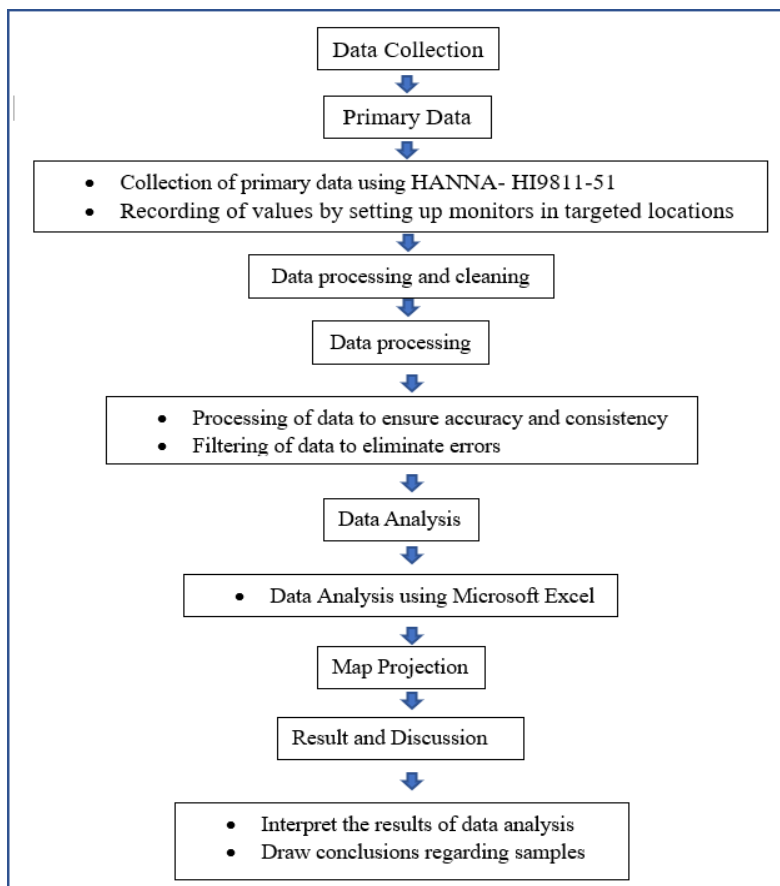 Data Collection
Primary Data
• Collection of primary data using HANNA- HI9811-51
• Recording of values by setting up monitors in targeted locations
Data processing and cleaning
Data processing
• Processing of data to ensure accuracy and consistency
• Filtering of data to eliminate errors
Data Analysis
• Data Analysis using Microsoft Excel
Map Projection
Result and Discussion
• Interpret the results of data analysis
• Draw conclusions regarding samples